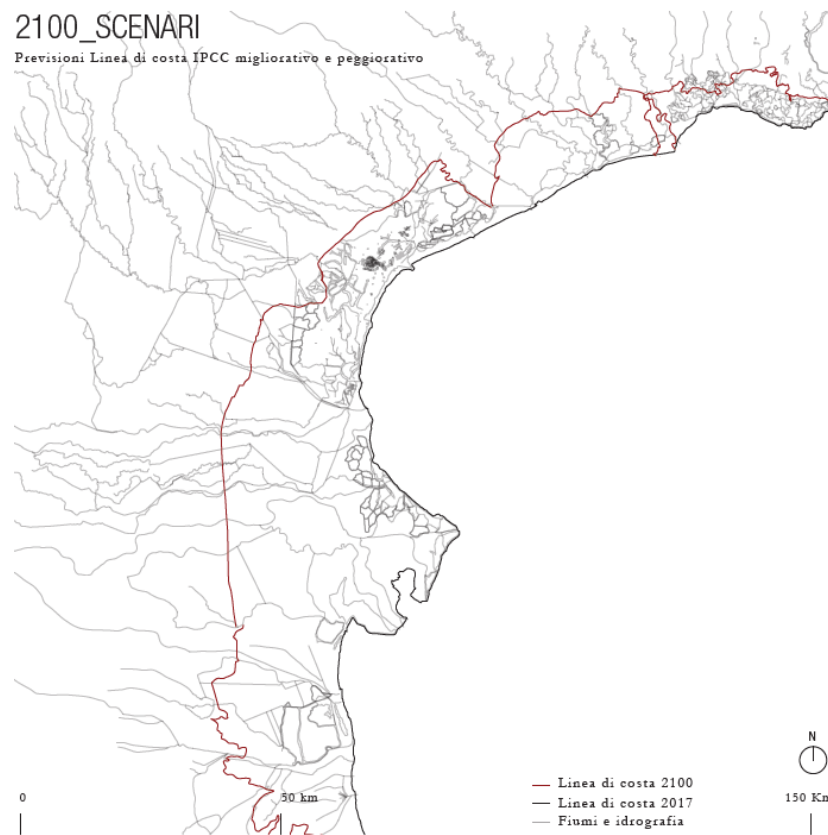 2100_SCENARI
Previsioni Linea di costa IPCC migliorativo e peggiorativo
N
0
50 km
150 Km
Linea di costa 2100
Linea di costa 2017
Fiumi e idrografia